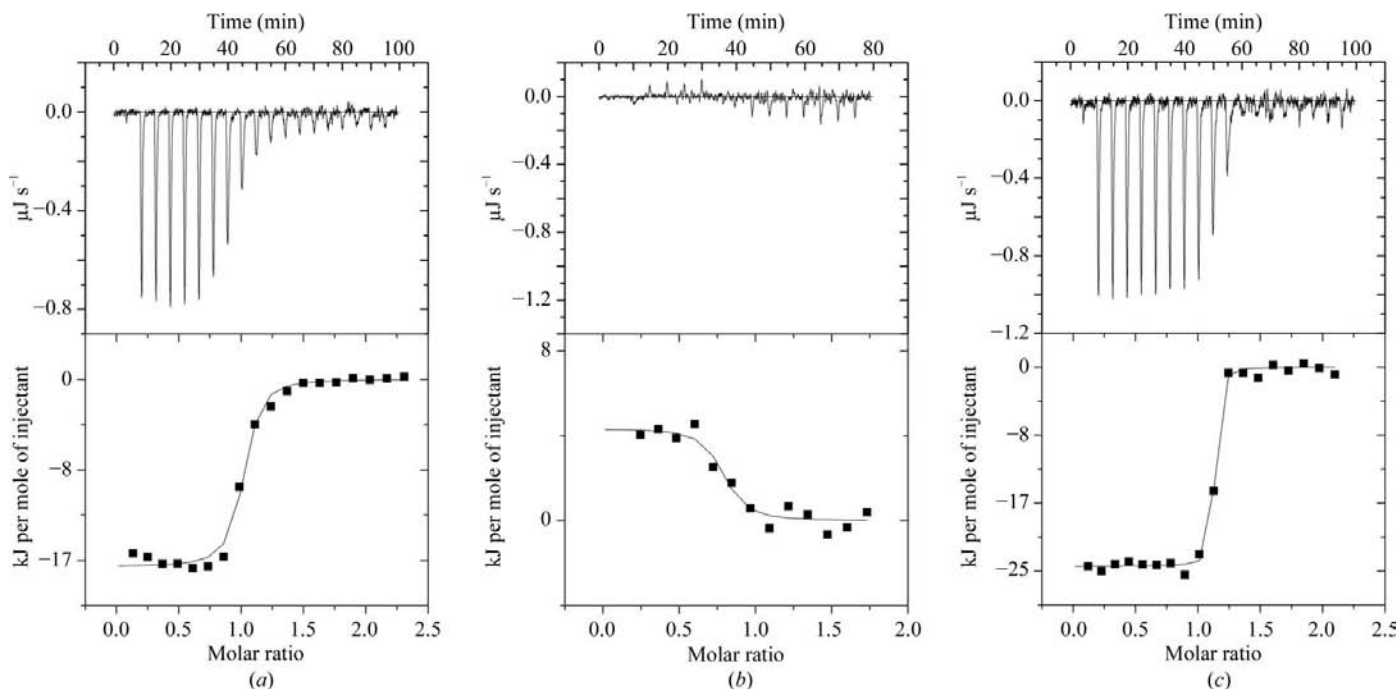 Time (min)
0 20 40 60 80 100
0.0
−0.4
−0.8
µJ s−1
0
−8
−17
kJ per mole of injectant
0.0 0.5 1.0 1.5 2.0 2.5
Molar ratio
(a)
Time (min)
0 20 40 60 80
0.0
−0.4
−0.8
−1.2
µJ s−1
8
0
kJ per mole of injectant
0.0 0.5 1.0 1.5 2.0
Molar ratio
(b)
Time (min)
0 20 40 60 80 100
0.0
−0.4
−0.8
−1.2
µJ s−1
0
−8
−17
−25
kJ per mole of injectant
0.0 0.5 1.0 1.5 2.0 2.5
Molar ratio
(c)